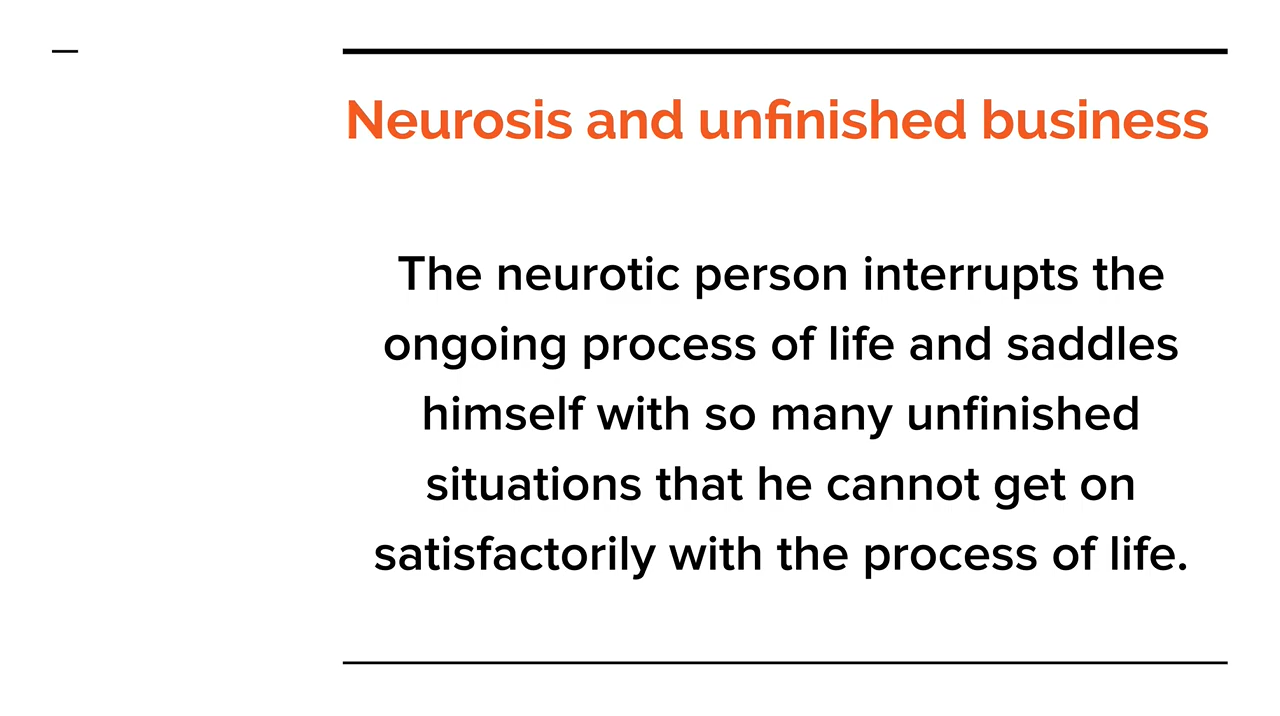 Neurosis and unfinished business
The neurotic person interrupts the
ongoing process of life and saddles
himself with so many unfinished
situations that he cannot get on
satisfactorily with the process of life.